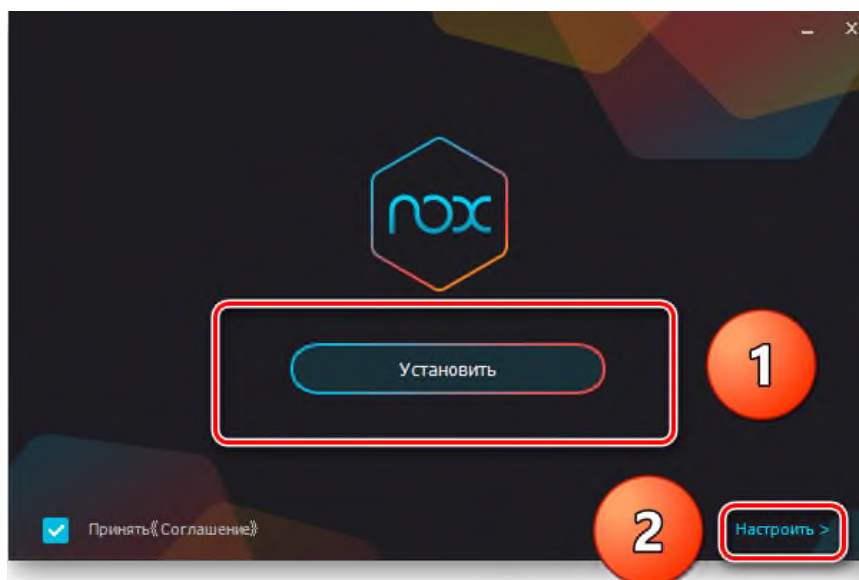 nox
Установить
1
Принять《Соглашение》
2
Настроить >